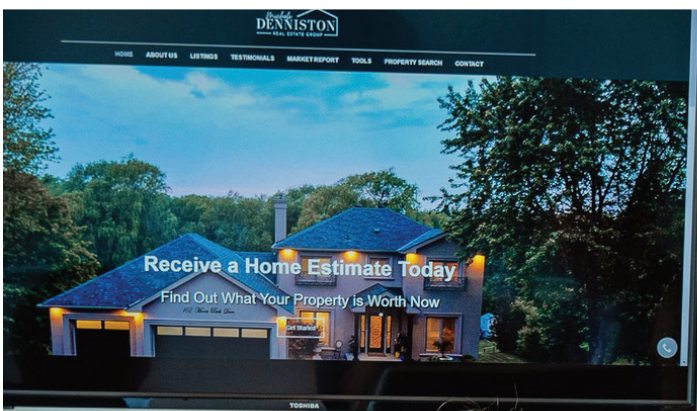 DENNISTON
REAL ESTATE GROUP
HOME ABOUT US LISTINGS TESTIMONIALS MARKET REPORT TOOLS PROPERTY SEARCH CONTACT
Receive a Home Estimate Today
Find Out What Your Property is Worth Now
Get Started
TOSHIBA